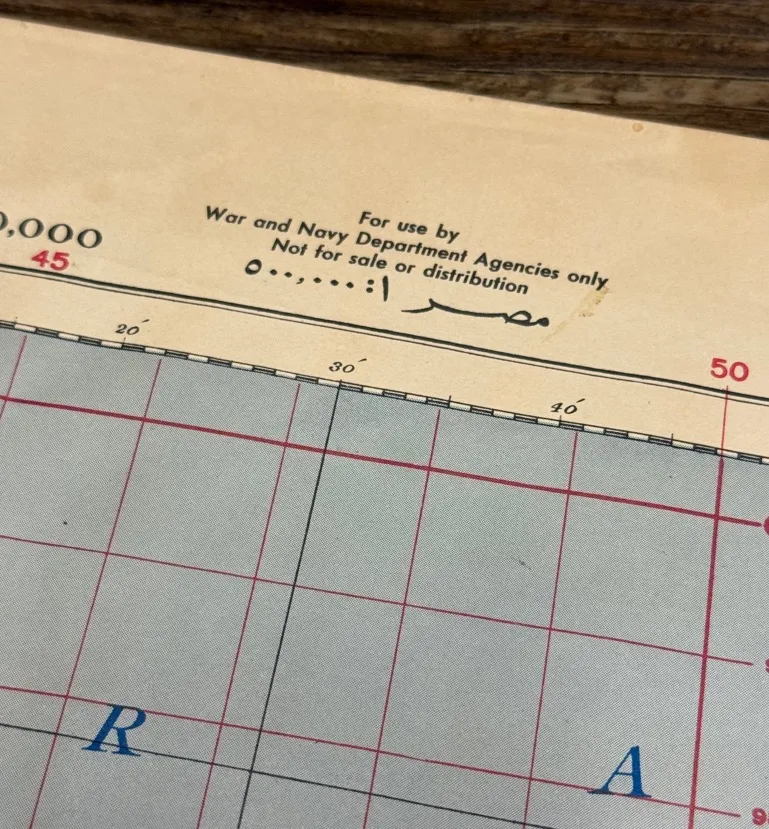 For use by
War and Navy Department Agencies only
Not for sale or distribution
مصر ١:٥٠٠,٠٠٠
0,000
45
50
20′
30′
40′
R
A